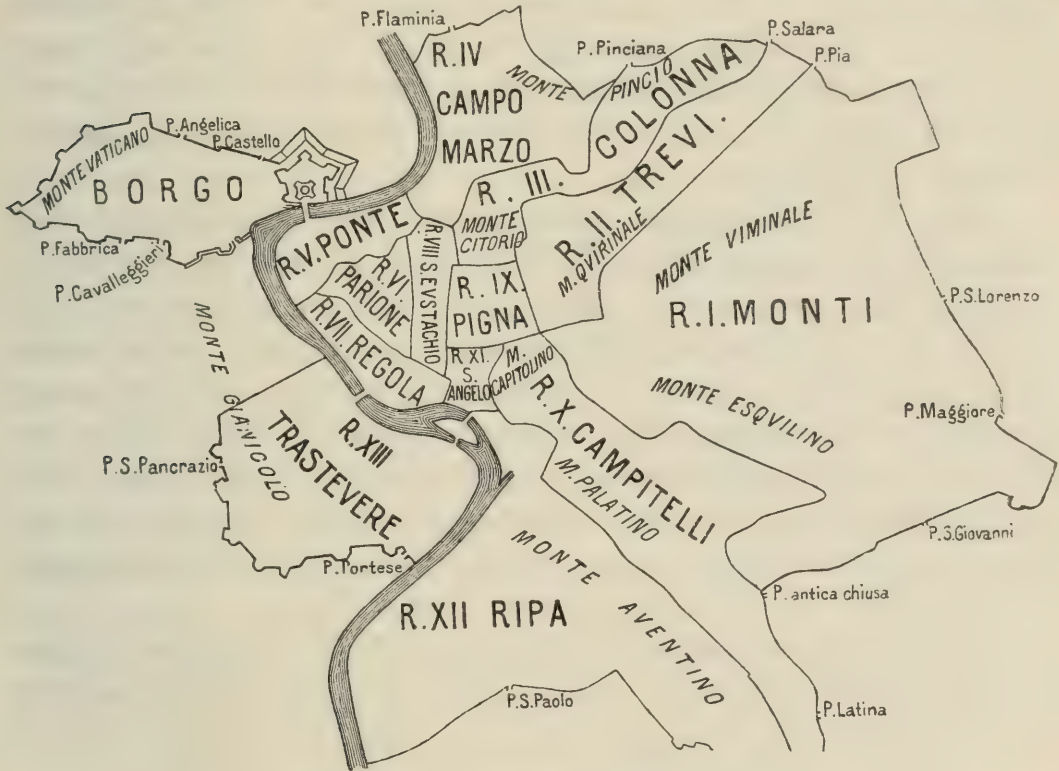 P.Flaminia
R.IV
CAMPO
MARZO
MONTE
PINCIO
P.Pinciana
P.Salara
P.Pia
R. III.
COLONNA
R. II TREVI.
M.QVIRINALE
MONTE
CITORIO
MONTE VATICANO
P.Angelica
P.Castello
BORGO
P.Fabbrica
P.Cavalleggieri
R.V.PONTE
R.VI.
PARIONE
R.VII.REGOLA
R.VIII S.EVSTACHIO
R. IX.
PIGNA
R XI.
S.
ANGELO
M.
CAPITOLINO
MONTE VIMINALE
R.I.MONTI
P.S.Lorenzo
MONTE ESQVILINO
P.Maggiore
R.X.CAMPITELLI
M.PALATINO
MONTE GIANICOLO
R.XIII
TRASTEVERE
P.S.Pancrazio
P.Portese
P.S.Giovanni
P.antica chiusa
MONTE AVENTINO
R.XII RIPA
P.S.Paolo
P.Latina